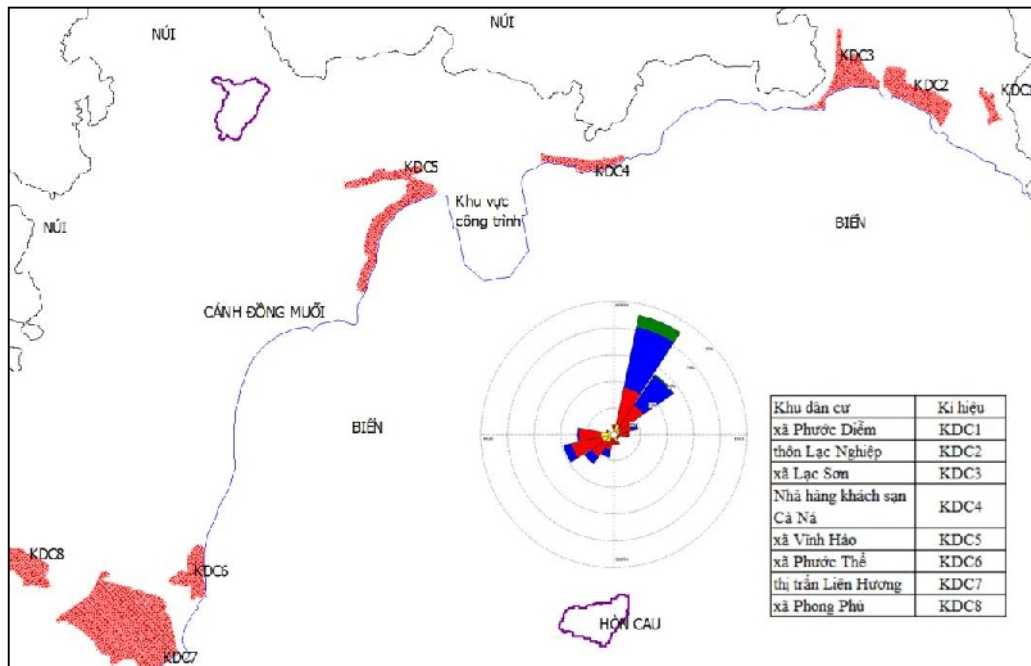 NÚI
NÚI
KDC3
KDC2
KDC5
KDC4
Khu vực
công trình
NÚI
BIỂN
CÁNH ĐỒNG MUỐI
BIỂN
Khu dân cư Kí hiệu
xã Phước Diễm KDC1
thôn Lạc Nghiệp KDC2
xã Lạc Sơn KDC3
Nhà hàng khách sạn
Cà Ná KDC4
xã Vĩnh Hảo KDC5
xã Phước Thể KDC6
thị trấn Liên Hương KDC7
xã Phong Phú KDC8
KDC8
KDC6
HÒN CAU
KDC7